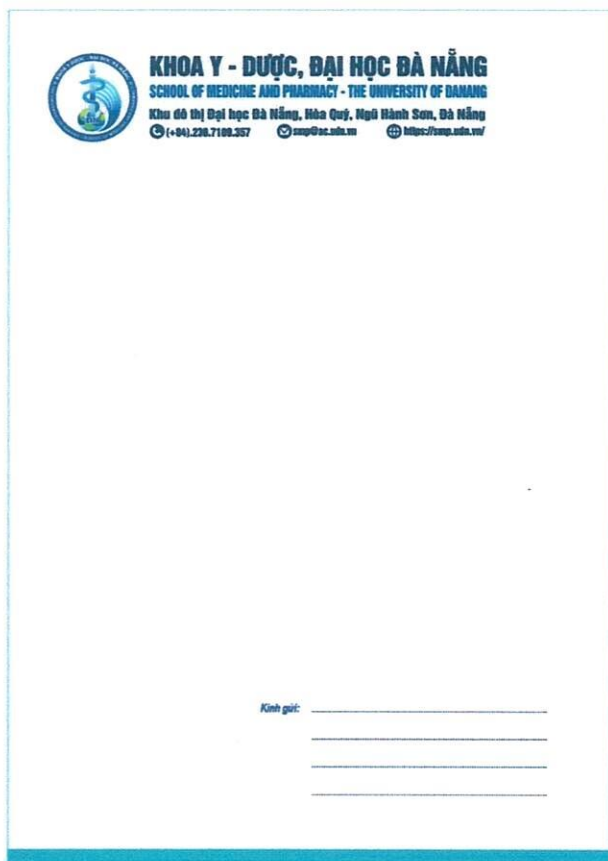 KHOA Y - DƯỢC, ĐẠI HỌC ĐÀ NẴNG
SCHOOL OF MEDICINE AND PHARMACY - THE UNIVERSITY OF DANANG
Khu đô thị Đại học Đà Nẵng, Hòa Quý, Ngũ Hành Sơn, Đà Nẵng
(+84).236.7109.357 smp@ac.udn.vn https://smp.udn.vn/
Kính gửi: